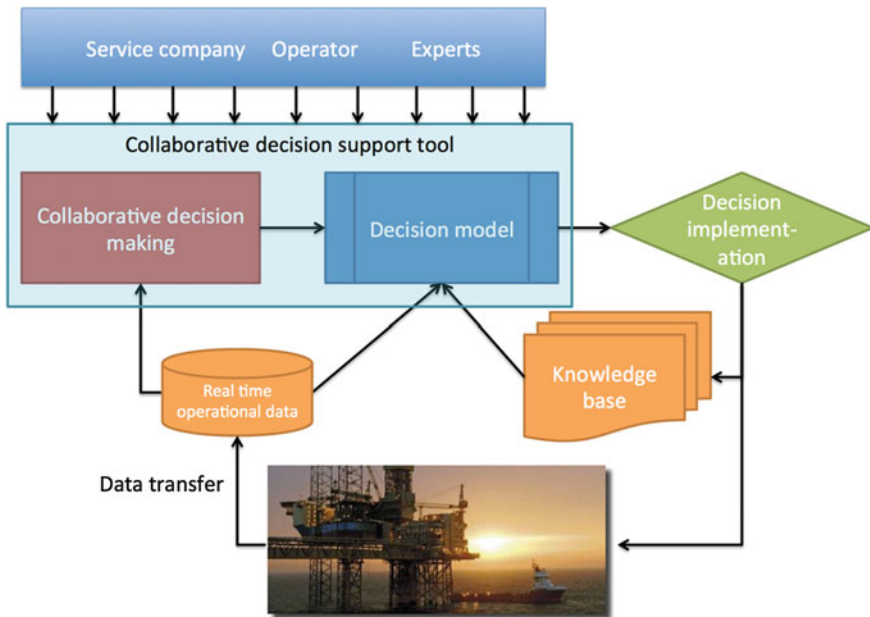 Service company Operator Experts
Collaborative decision support tool
Collaborative decision
making
Decision model
Decision
implement-
ation
Real time
operational data
Knowledge
base
Data transfer